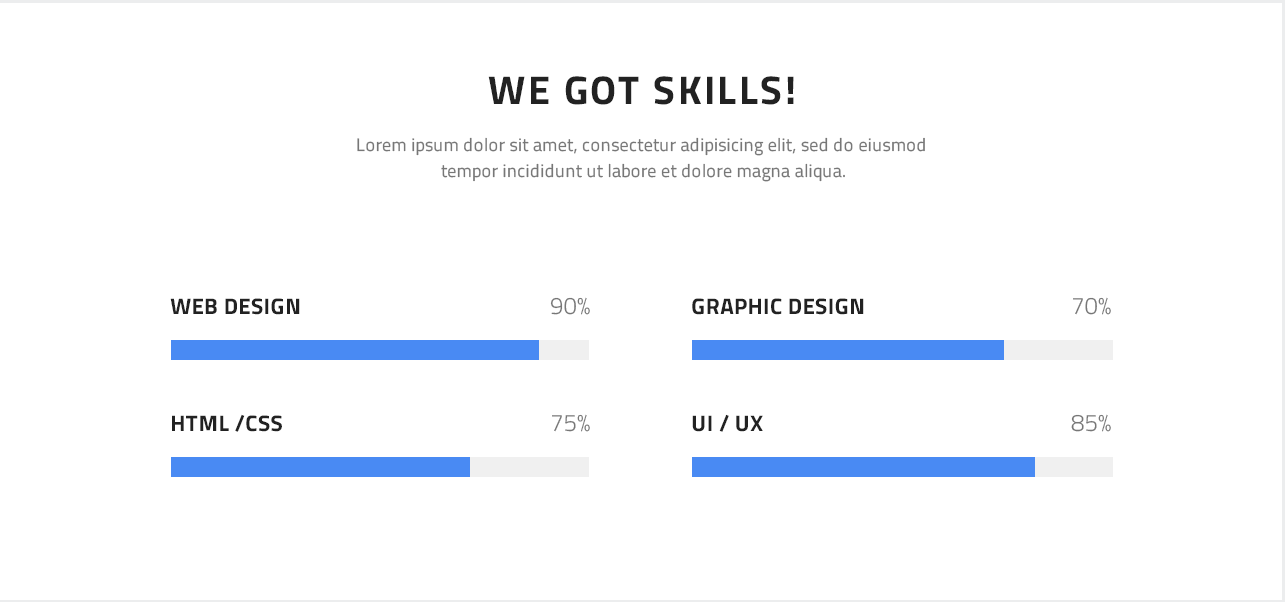 WE GOT SKILLS!
Lorem ipsum dolor sit amet, consectetur adipisicing elit, sed do eiusmod
tempor incididunt ut labore et dolore magna aliqua.
WEB DESIGN 90%
GRAPHIC DESIGN 70%
HTML /CSS 75%
UI / UX 85%